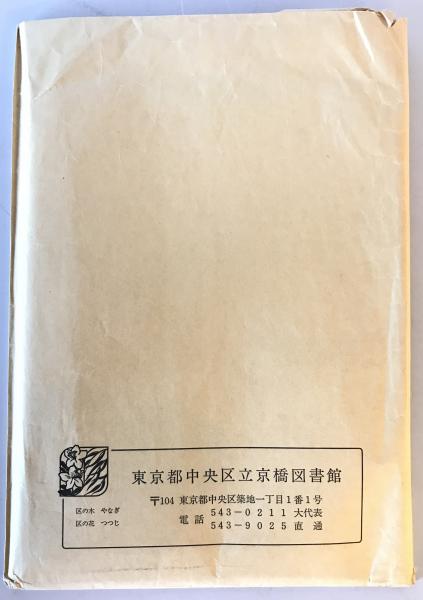 東京都中央区立京橋図書館
〒104 東京都中央区築地一丁目1番1号
電話 543-0211 大代表
543-9025 直通
区の木 やなぎ
区の花 つつじ